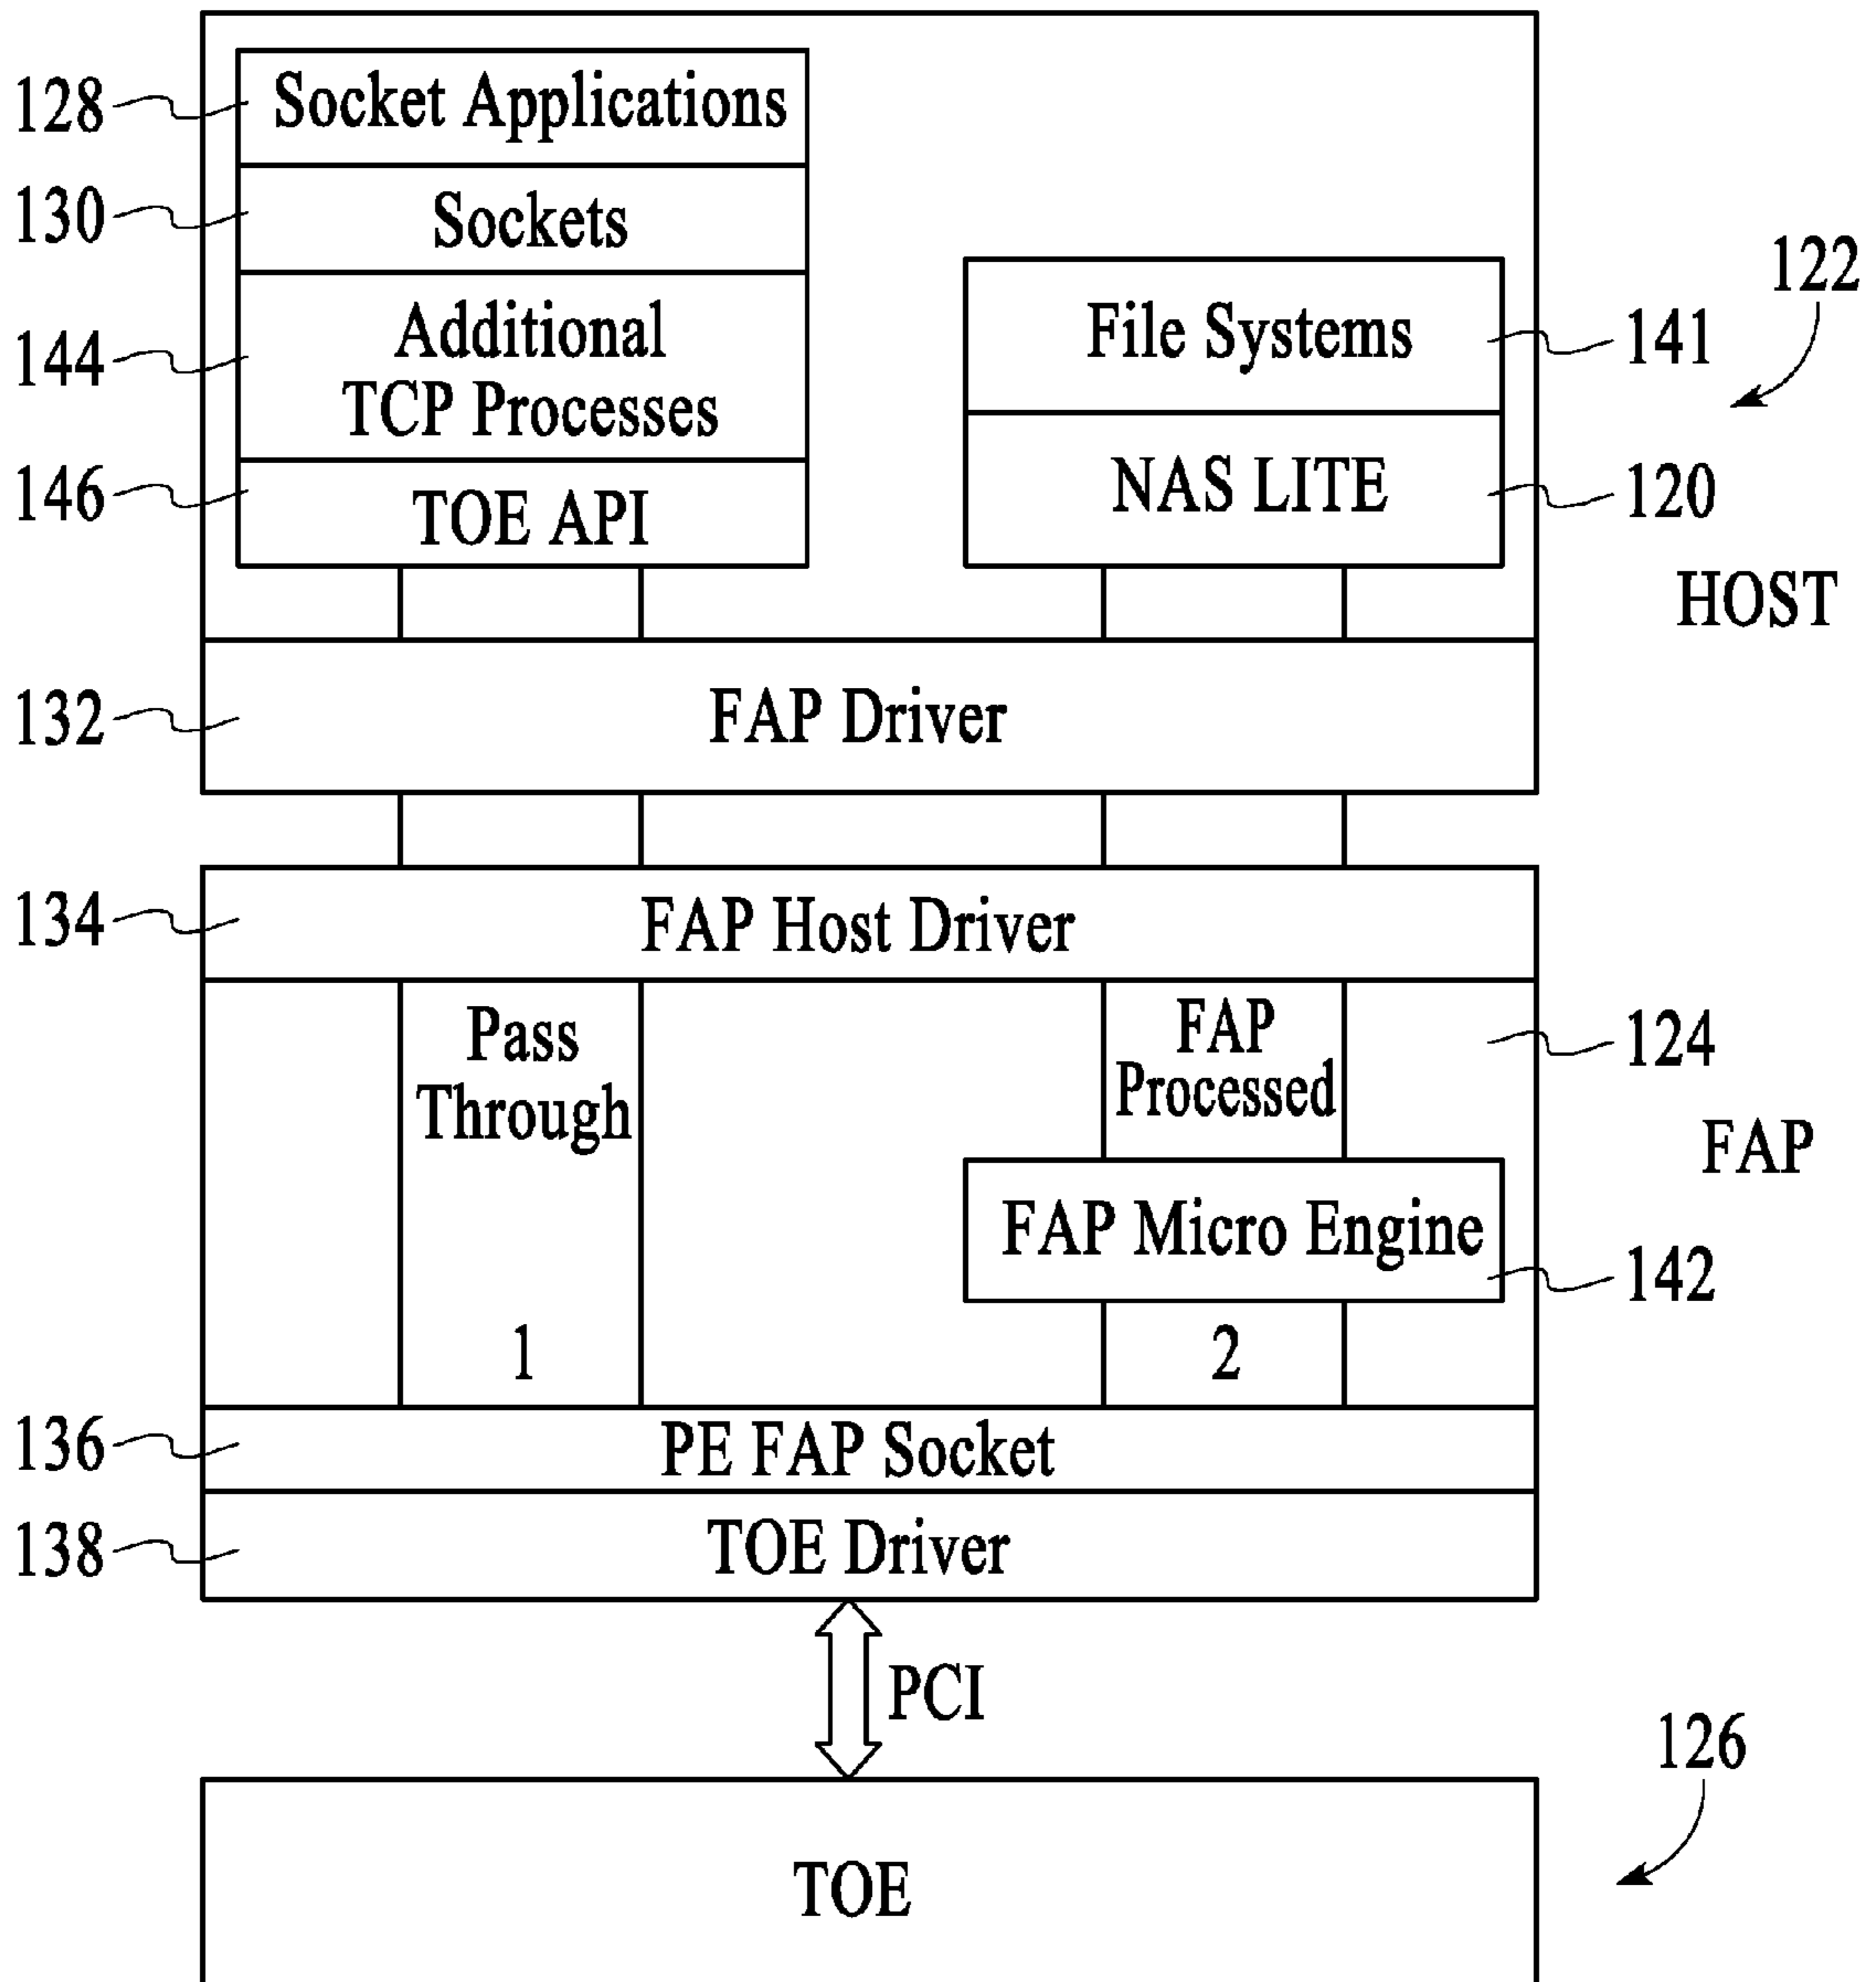 128
Socket Applications
130
Sockets
122
144
Additional
TCP Processes
File Systems
141
146
TOE API
NAS LITE
120
HOST
132
FAP Driver
134
FAP Host Driver
Pass
Through
1
FAP
Processed
124
FAP
FAP Micro Engine
142
2
136
PE FAP Socket
138
TOE Driver
PCI
126
TOE